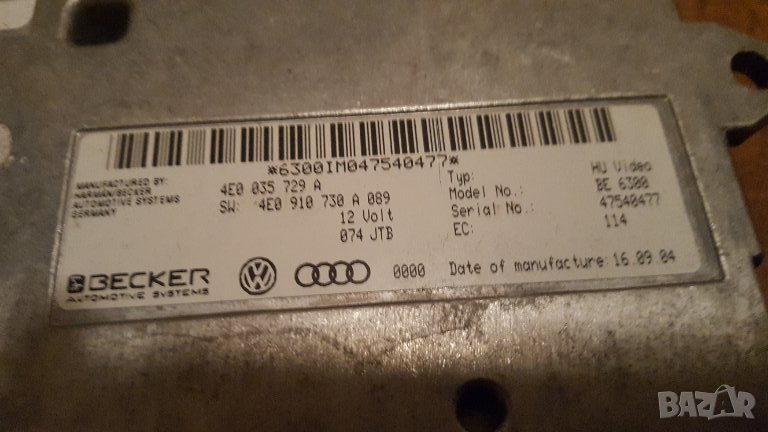 *6300IM047540477*
MANUFACTURED BY:
HARMAN/BECKER
AUTOMOTIVE SYSTEMS
GERMANY
4E0 035 729 A
SW: 4E0 910 730 A 089
12 Volt
074 JTB
Typ: HU Video
Model No.: BE 6300
Serial No.: 47540477
EC: 114
BECKER
AUTOMOTIVE SYSTEMS
0000
Date of manufacture: 16.09.04
BAZAR